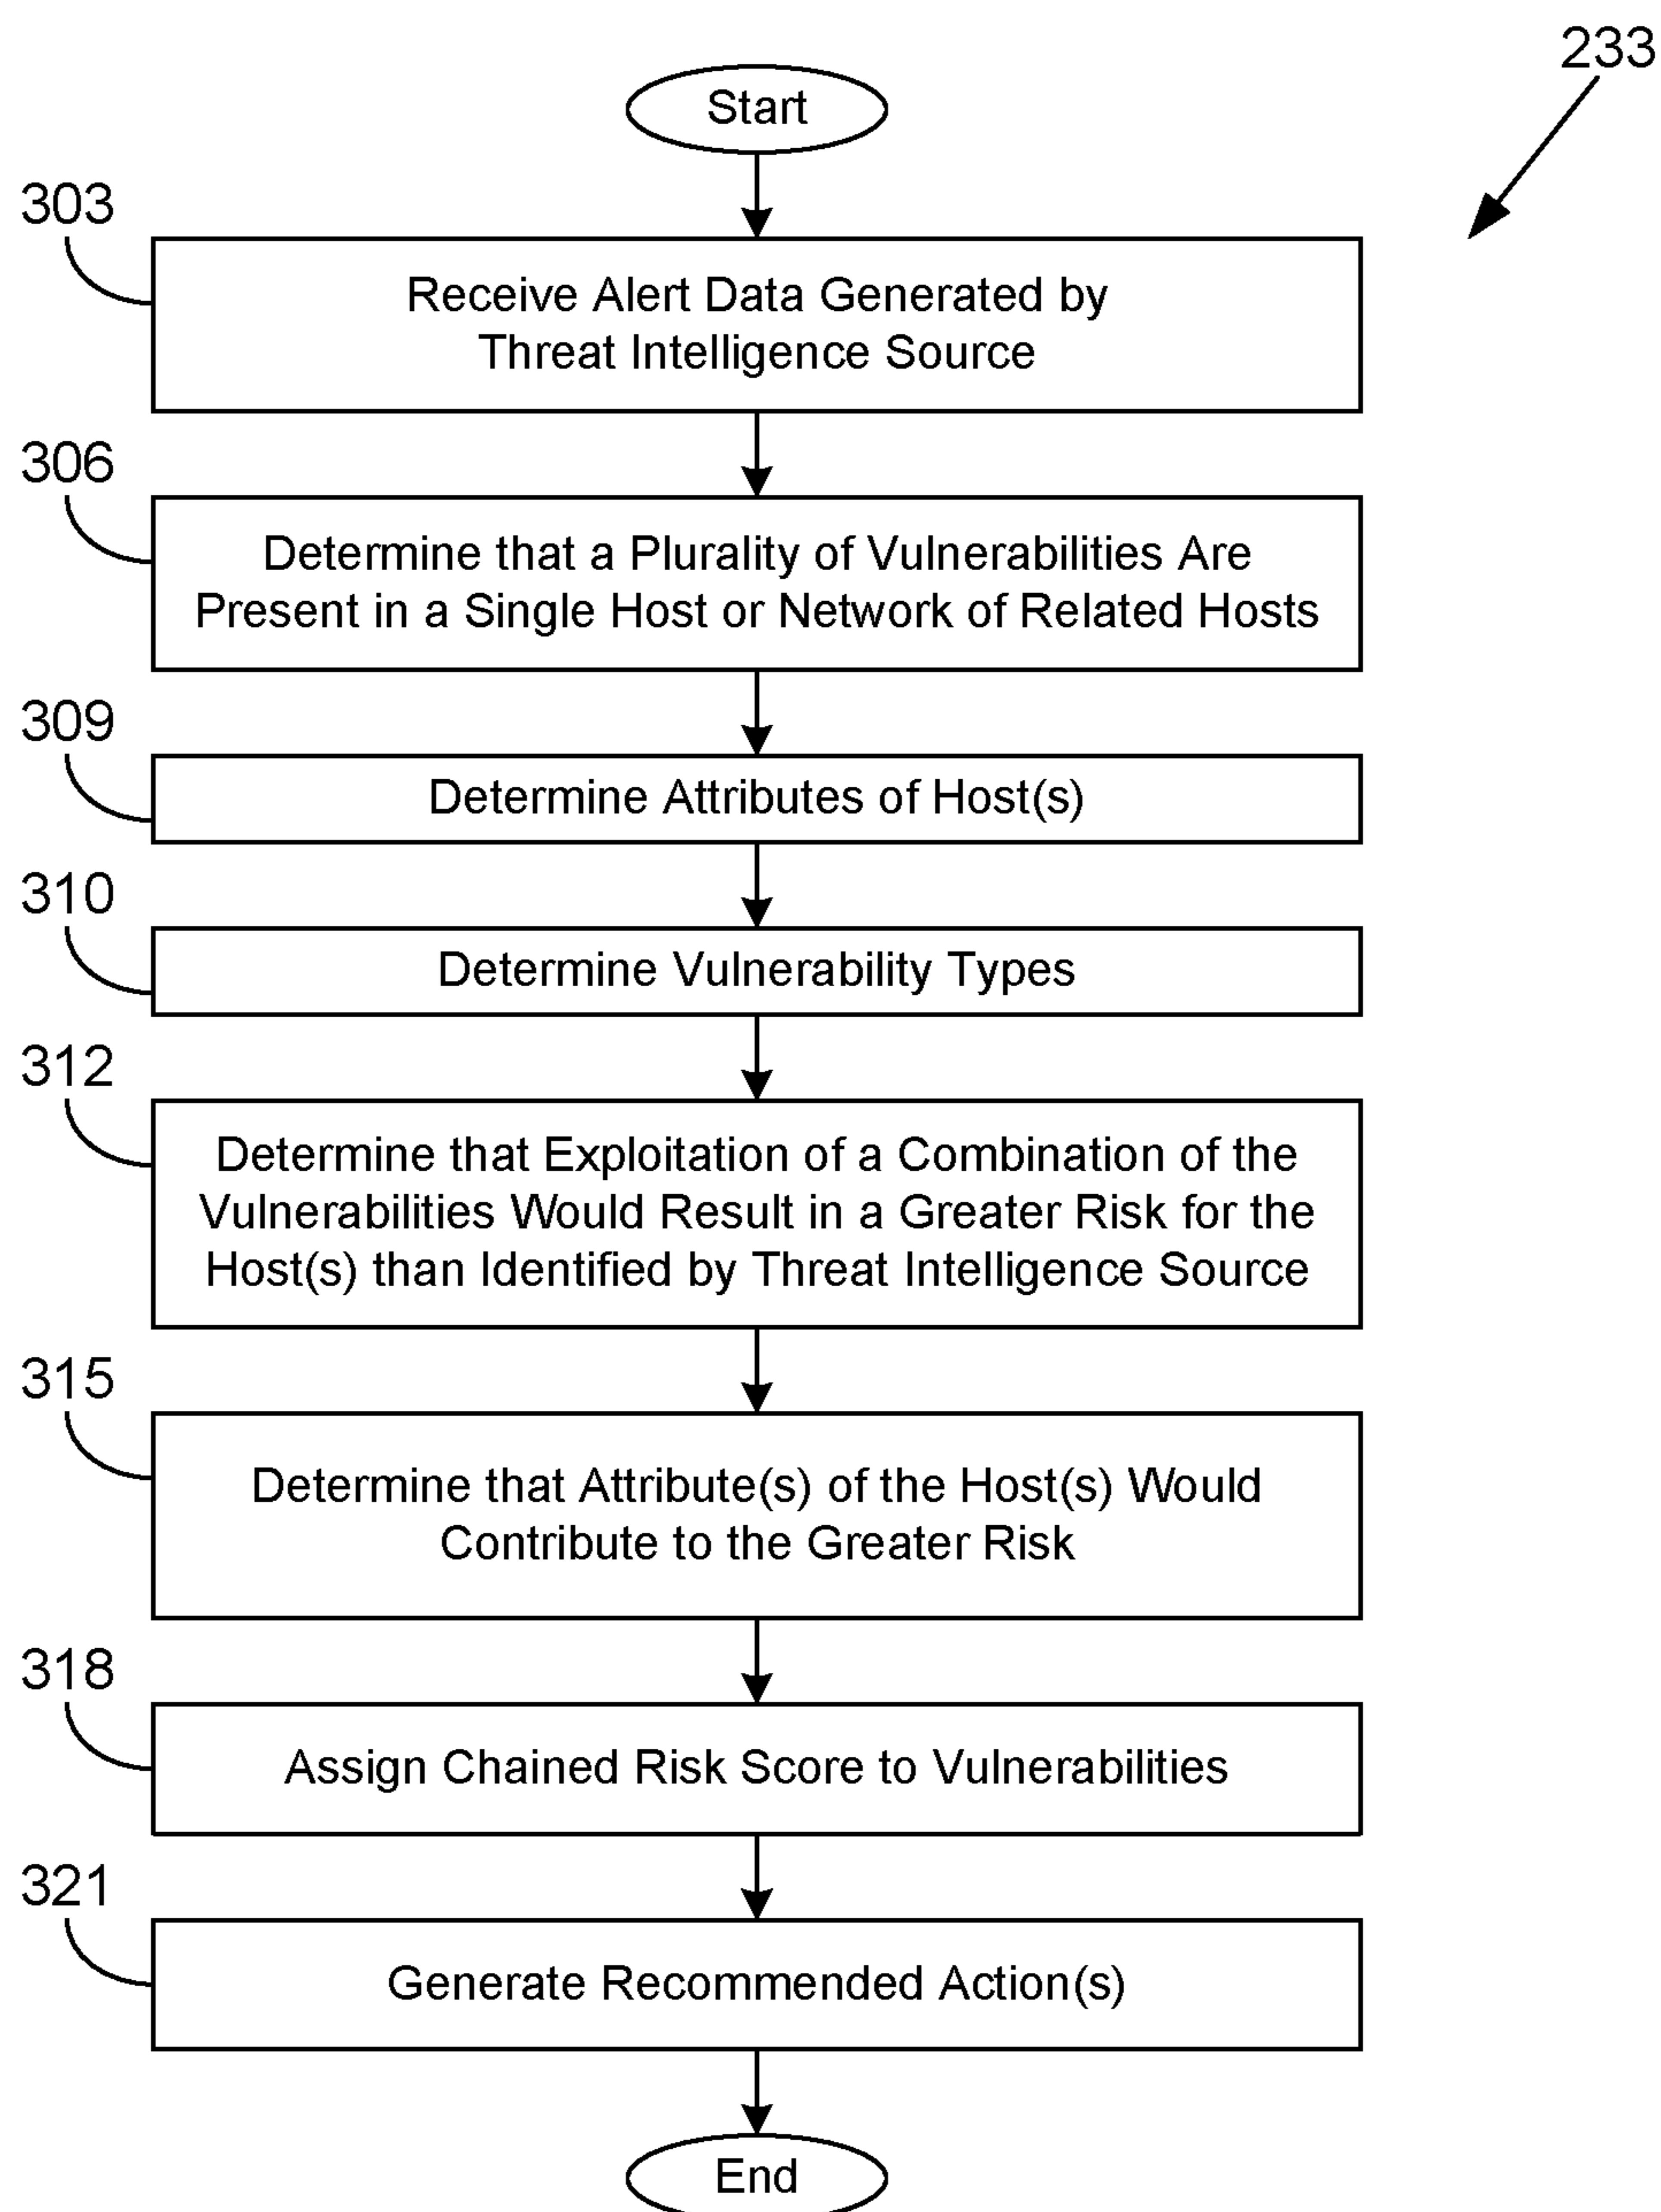 233
Start
303
Receive Alert Data Generated by
Threat Intelligence Source
306
Determine that a Plurality of Vulnerabilities Are
Present in a Single Host or Network of Related Hosts
309
Determine Attributes of Host(s)
310
Determine Vulnerability Types
312
Determine that Exploitation of a Combination of the
Vulnerabilities Would Result in a Greater Risk for the
Host(s) than Identified by Threat Intelligence Source
315
Determine that Attribute(s) of the Host(s) Would
Contribute to the Greater Risk
318
Assign Chained Risk Score to Vulnerabilities
321
Generate Recommended Action(s)
End